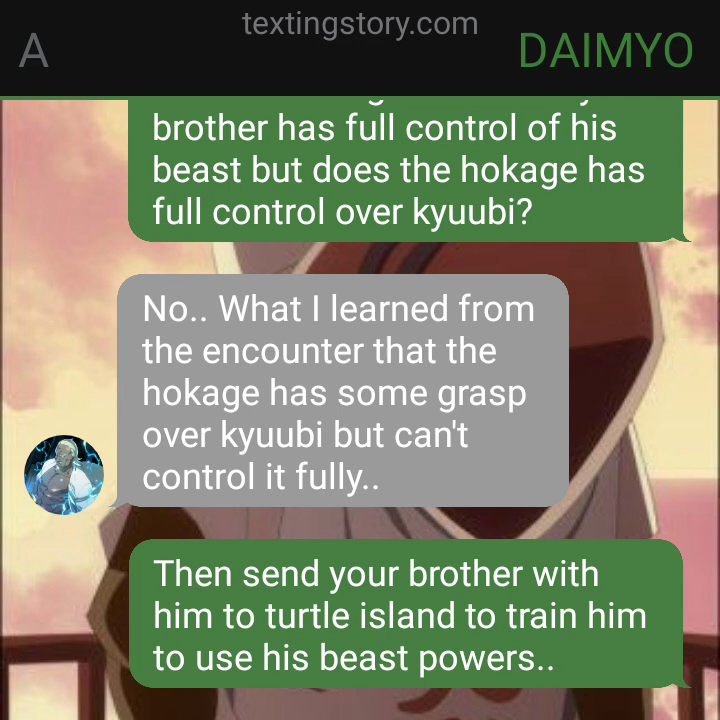 textingstory.com
A
DAIMYO
brother has full control of his
beast but does the hokage has
full control over kyuubi?
No.. What I learned from
the encounter that the
hokage has some grasp
over kyuubi but can't
control it fully..
Then send your brother with
him to turtle island to train him
to use his beast powers..